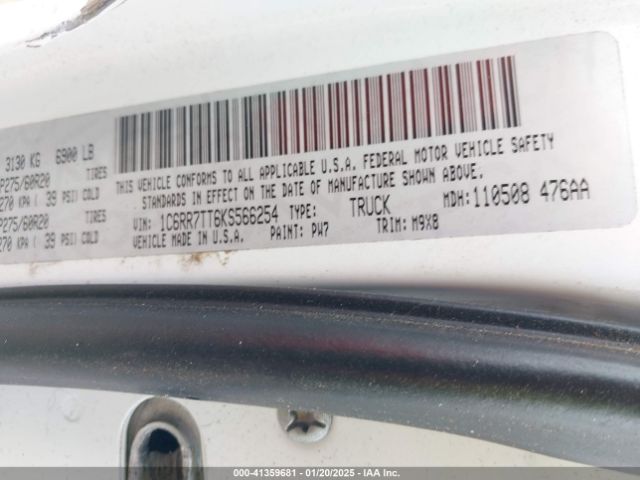 3130 KG 6900 LB
P275/60R20 TIRES
270 KPA ( 39 PSI) COLD
P275/60R20 TIRES
270 KPA ( 39 PSI) COLD
THIS VEHICLE CONFORMS TO ALL APPLICABLE U.S.A. FEDERAL MOTOR VEHICLE SAFETY
STANDARDS IN EFFECT ON THE DATE OF MANUFACTURE SHOWN ABOVE.
VIN: 1C6RR7TT6KS566254 TYPE: TRUCK MDH: 110508 476AA
VEHICLE MADE IN U.S.A. PAINT: PW7 TRIM: M9X8
000-41359681 - 01/20/2025 - IAA